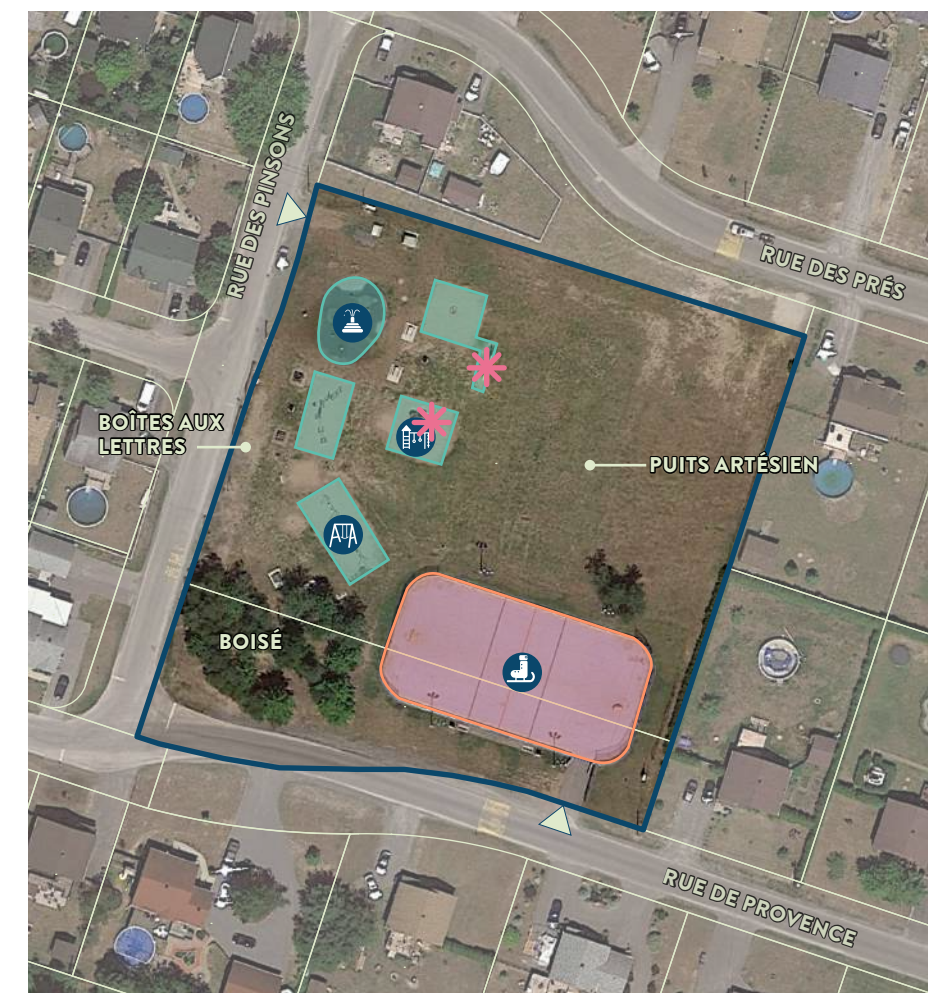 RUE DES PINSONS
RUE DES PRÉS
BOÎTES AUX
LETTRES
PUITS ARTÉSIEN
BOISÉ
RUE DE PROVENCE